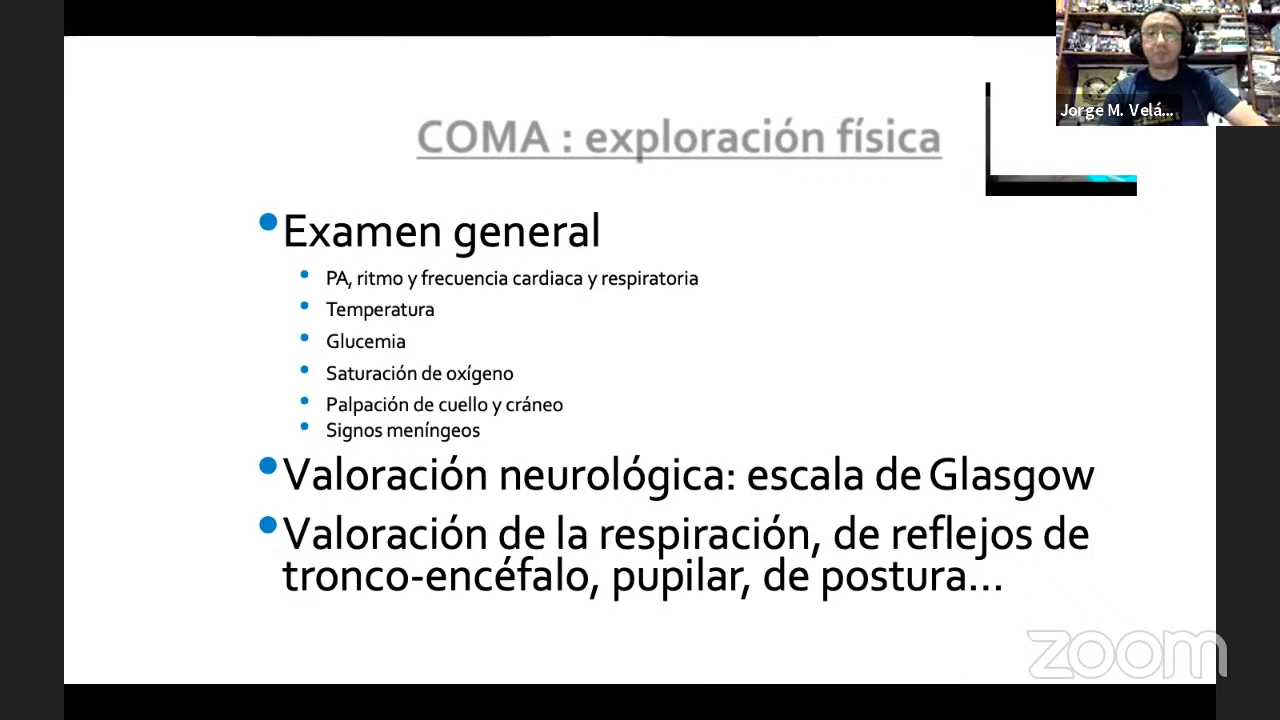 Jorge M. Velá...
COMA : exploración física
Examen general
PA, ritmo y frecuencia cardiaca y respiratoria
Temperatura
Glucemia
Saturación de oxígeno
Palpación de cuello y cráneo
Signos meníngeos
Valoración neurológica: escala de Glasgow
Valoración de la respiración, de reflejos de
tronco-encéfalo, pupilar, de postura...
zoom